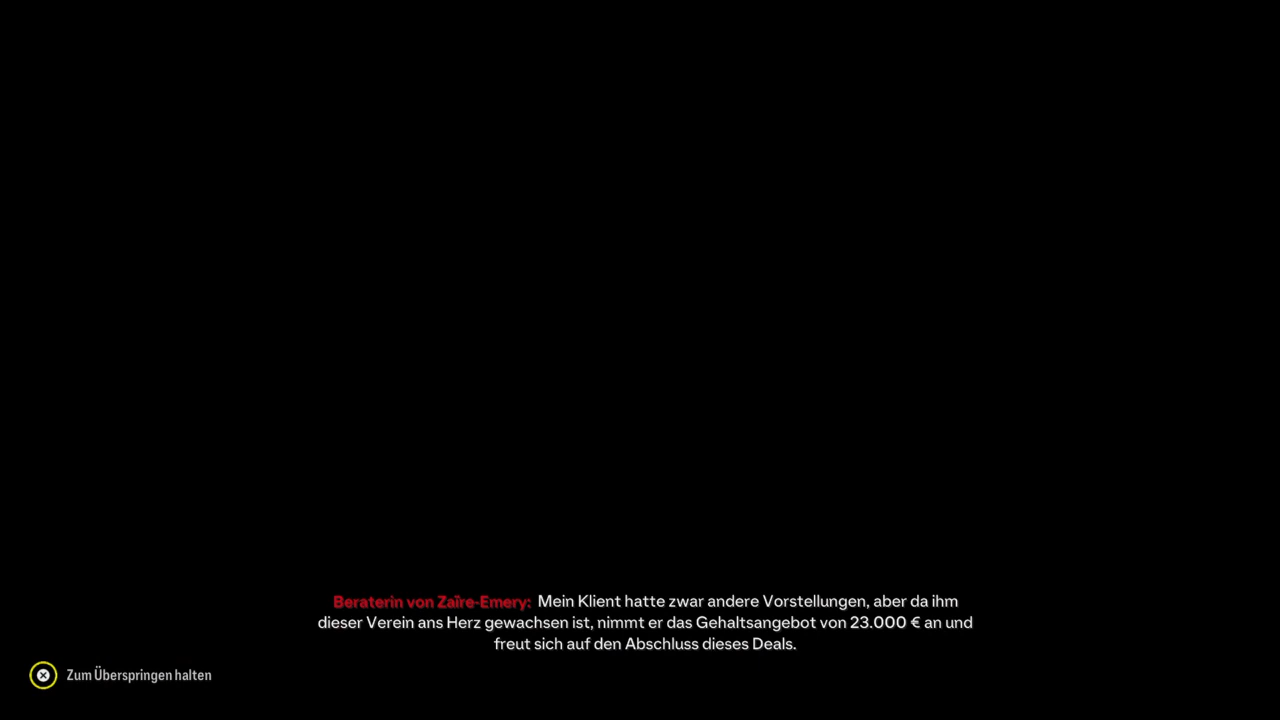 Beraterin von Zaïre-Emery: Mein Klient hatte zwar andere Vorstellungen, aber da ihm
dieser Verein ans Herz gewachsen ist, nimmt er das Gehaltsangebot von 23.000 € an und
freut sich auf den Abschluss dieses Deals.
Zum Überspringen halten